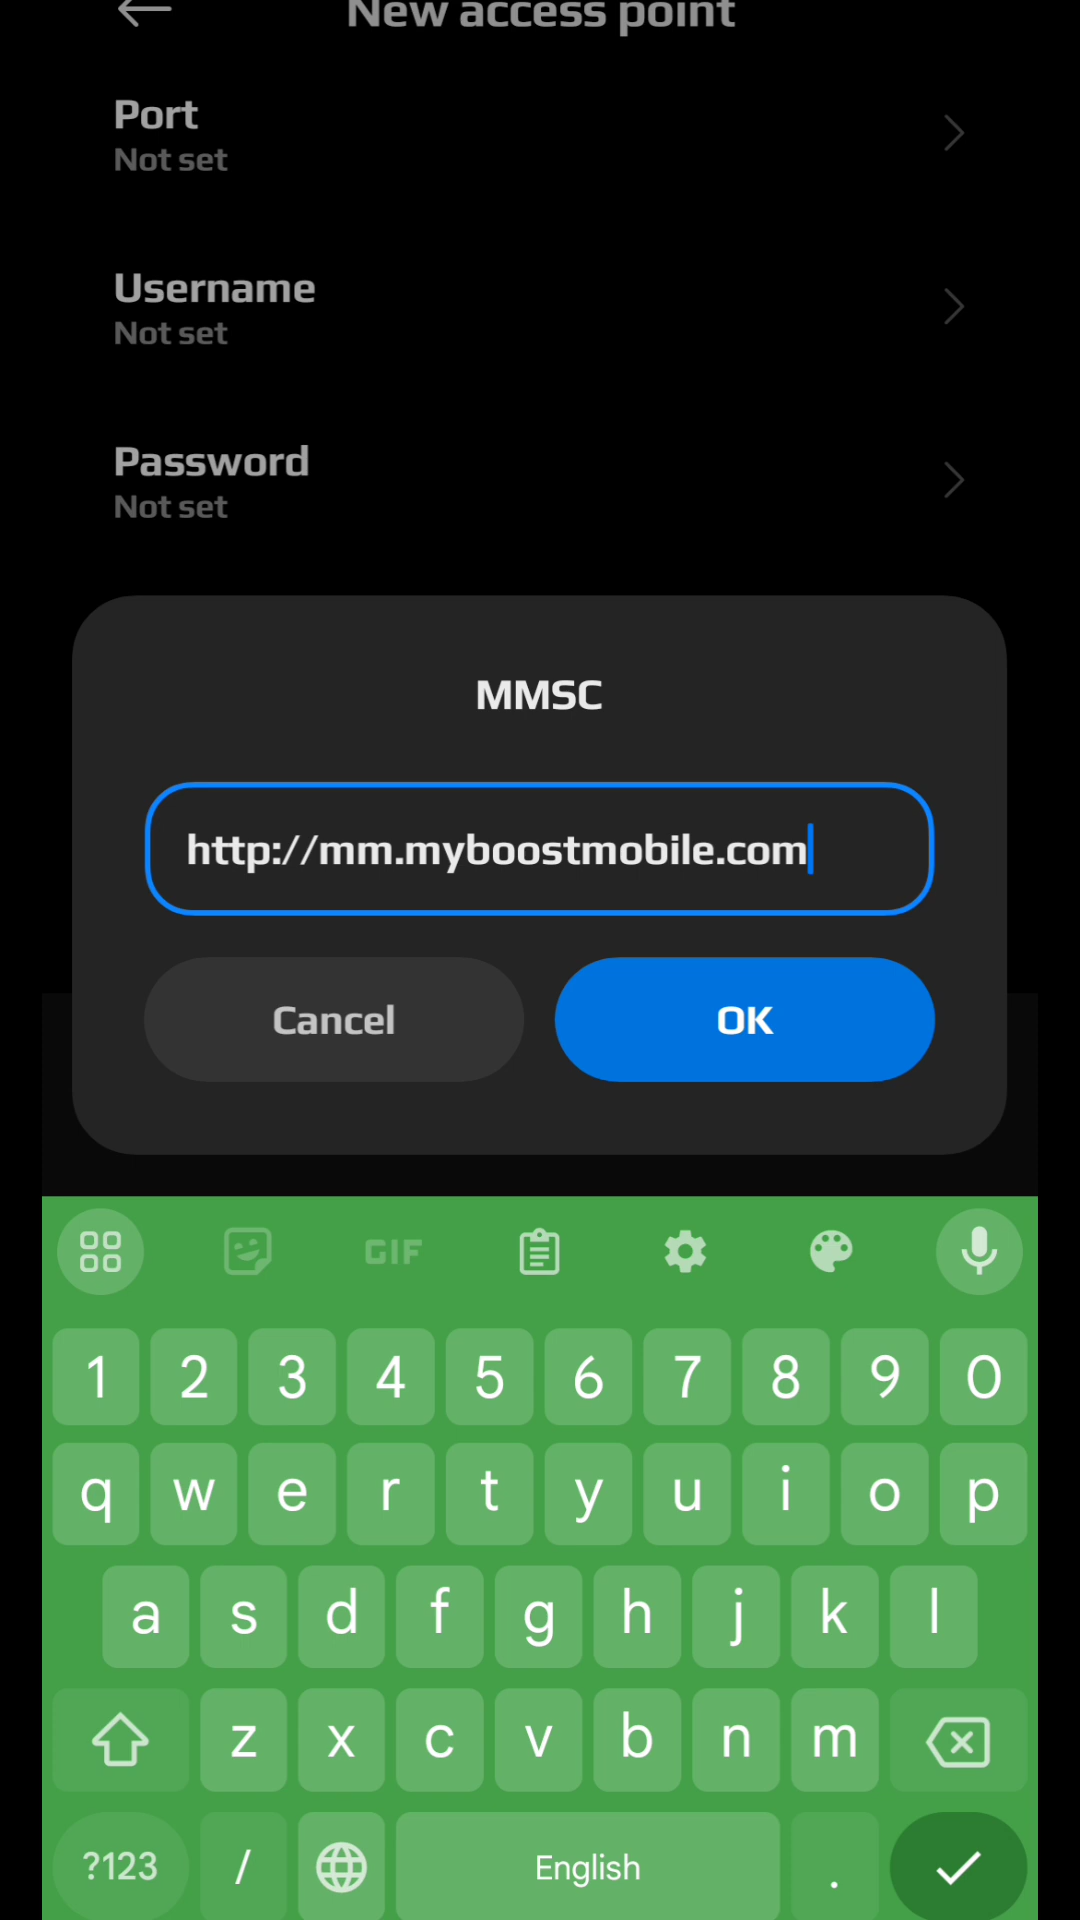 New access point
Port
Not set
Username
Not set
Password
Not set
MMSC
http://mm.myboostmobile.com
Cancel
OK
GIF
1 2 3 4 5 6 7 8 9 0
q w e r t y u i o p
a s d f g h j k l
z x c v b n m
?123 / English .